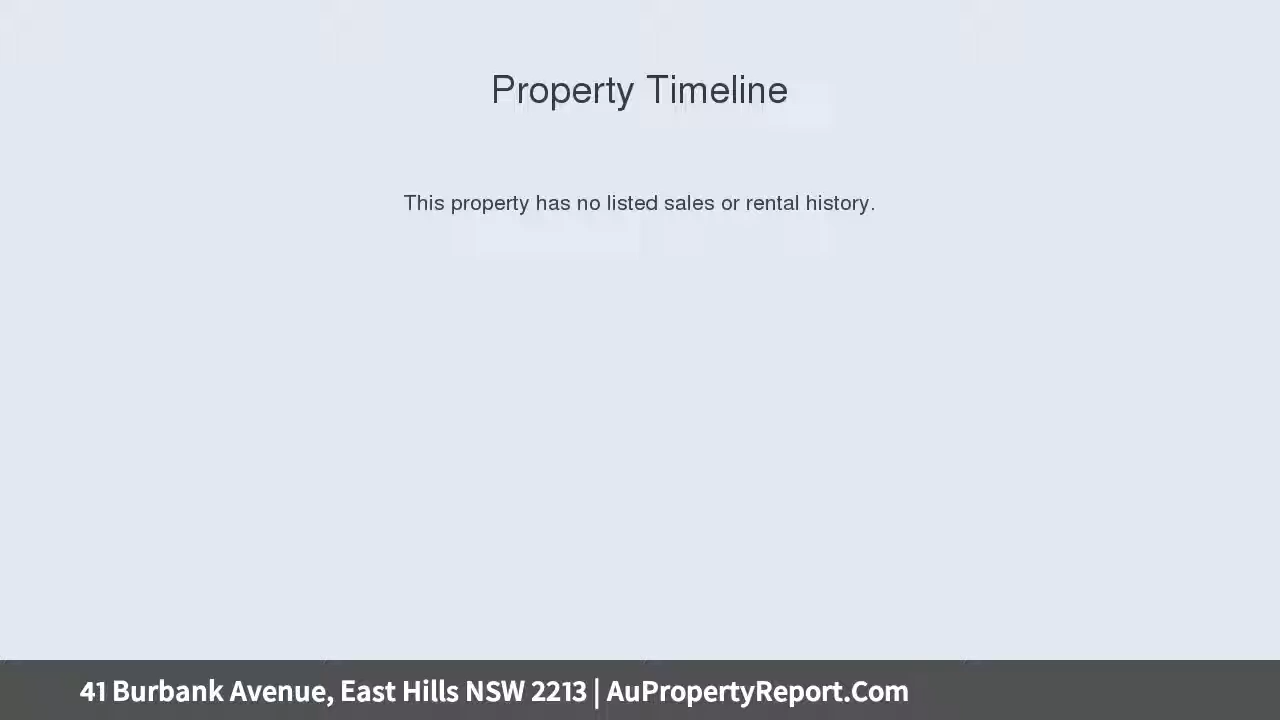 Property Timeline
This property has no listed sales or rental history.
41 Burbank Avenue, East Hills NSW 2213 | AuPropertyReport.Com